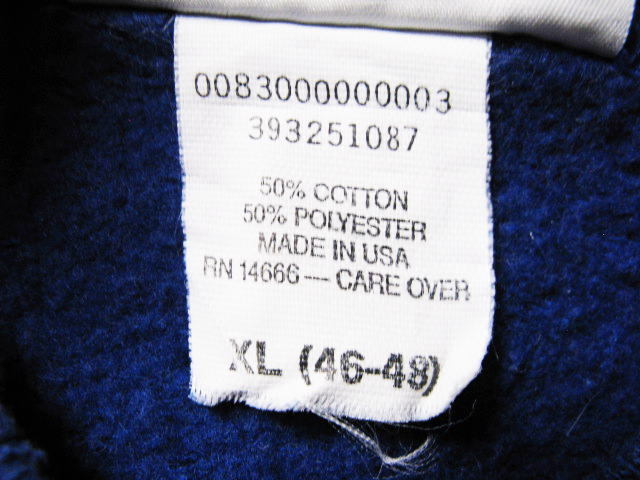 0083000000003
393251087
50% COTTON
50% POLYESTER
MADE IN USA
RN 14666 — CARE OVER
XL (46-48)